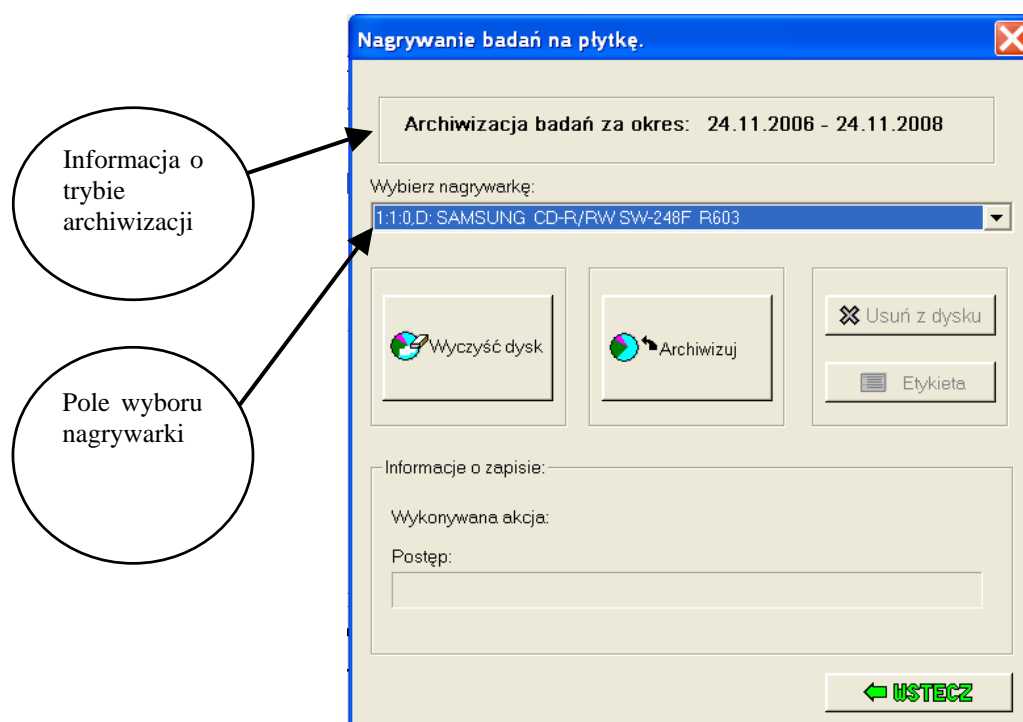 Nagrywanie badań na płytkę.
Archiwizacja badań za okres: 24.11.2006 - 24.11.2008
Informacja o
trybie
archiwizacji
Wybierz nagrywarkę:
1:1:0,D: SAMSUNG CD-R/RW SW-248F R603
Wyczyść dysk
Archiwizuj
Usuń z dysku
Etykieta
Pole wyboru
nagrywarki
Informacje o zapisie:
Wykonywana akcja:
Postęp:
WSTECZ